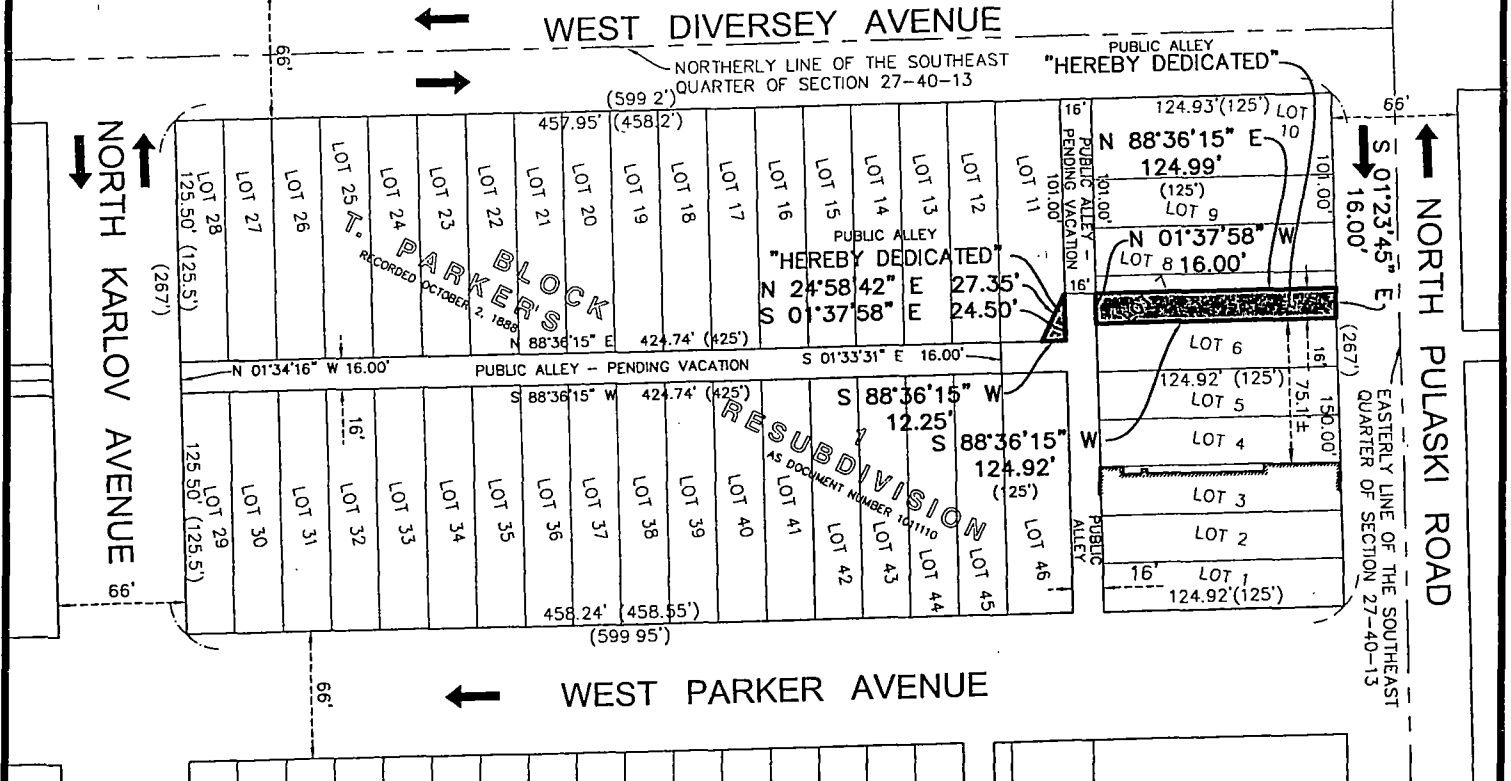 WEST DIVERSEY AVENUE
66'
NORTHERLY LINE OF THE SOUTHEAST
QUARTER OF SECTION 27-40-13
PUBLIC ALLEY
"HEREBY DEDICATED"
(599 2')
457.95' (458.2')
16'
124.93'(125')
LOT
10
66'
NORTH KARLOV AVENUE
125.50' (125.5')
(267')
LOT 28
LOT 27
LOT 26
LOT 25
LOT 24
LOT 23
LOT 22
LOT 21
LOT 20
LOT 19
LOT 18
LOT 17
LOT 16
LOT 15
LOT 14
LOT 13
LOT 12
LOT 11
101.00'
PUBLIC ALLEY -
PENDING VACATION
16'
101.00'
N 88°36'15" E
124.99'
(125')
LOT 9
101.00'
N 01°37'58" W
LOT 8 16.00'
7
S 01°23'45" E
16.00'
NORTH PULASKI ROAD
T.
PARKER'S
BLOCK
RECORDED OCTOBER 2, 1888
PUBLIC ALLEY
"HEREBY DEDICATED"
N 24°58'42" E 27.35'
S 01°37'58" E 24.50'
N 88°36'15" E 424.74' (425')
N 01°34'16" W 16.00'
PUBLIC ALLEY -- PENDING VACATION
S 01°33'31" E 16.00'
S 88°36'15" W 424.74' (425')
16'
S 88°36'15" W
12.25'
S 88°36'15" W
124.92'
(125')
1
RESUBDIVISION
AS DOCUMENT NUMBER 1011110
LOT 6
124.92' (125')
LOT 5
LOT 4
LOT 3
LOT 2
LOT 1
16'
75.1'±
150.00'
(267')
EASTERLY LINE OF THE SOUTHEAST
QUARTER OF SECTION 27-40-13
125.50' (125.5')
LOT 29
LOT 30
LOT 31
LOT 32
LOT 33
LOT 34
LOT 35
LOT 36
LOT 37
LOT 38
LOT 39
LOT 40
LOT 41
LOT 42
LOT 43
LOT 44
LOT 45
LOT 46
PUBLIC
ALLEY
16'
124.92'(125')
66'
458.24' (458.55')
(599 95')
66'
WEST PARKER AVENUE